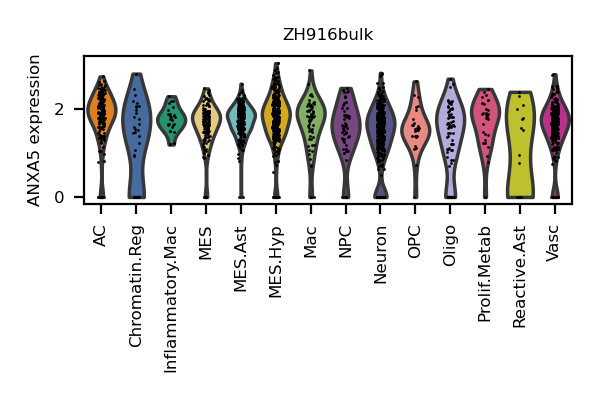 ZH916bulk
ANXA5 expression
2
0
AC
Chromatin.Reg
Inflammatory.Mac
MES
MES.Ast
MES.Hyp
Mac
NPC
Neuron
OPC
Oligo
Prolif.Metab
Reactive.Ast
Vasc